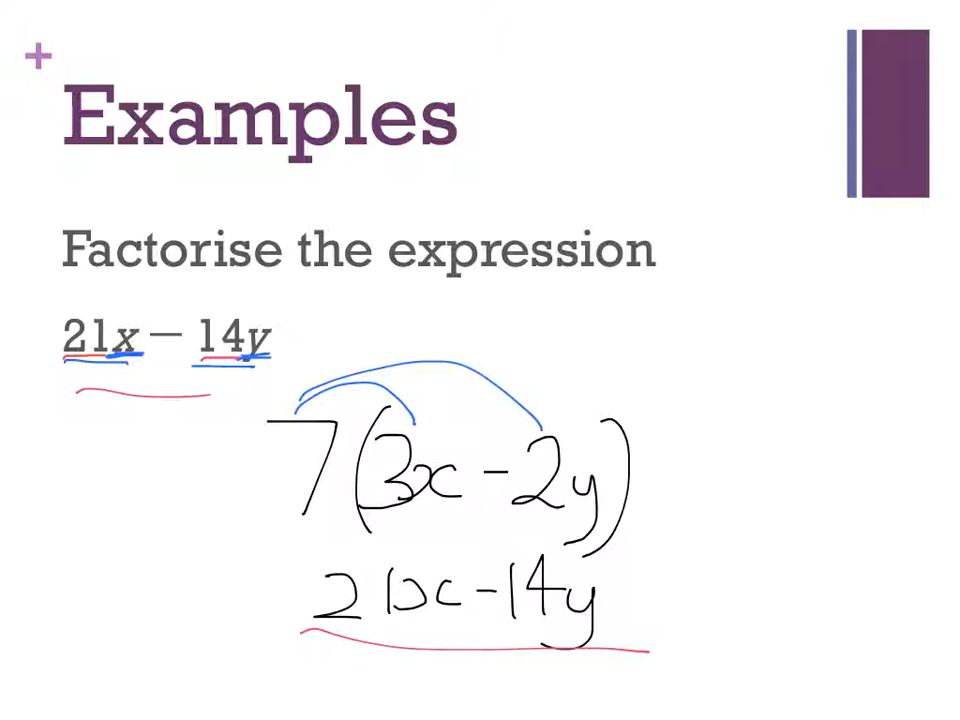 +
Examples
Factorise the expression
21x − 14y
7(3x − 2y)
21x − 14y